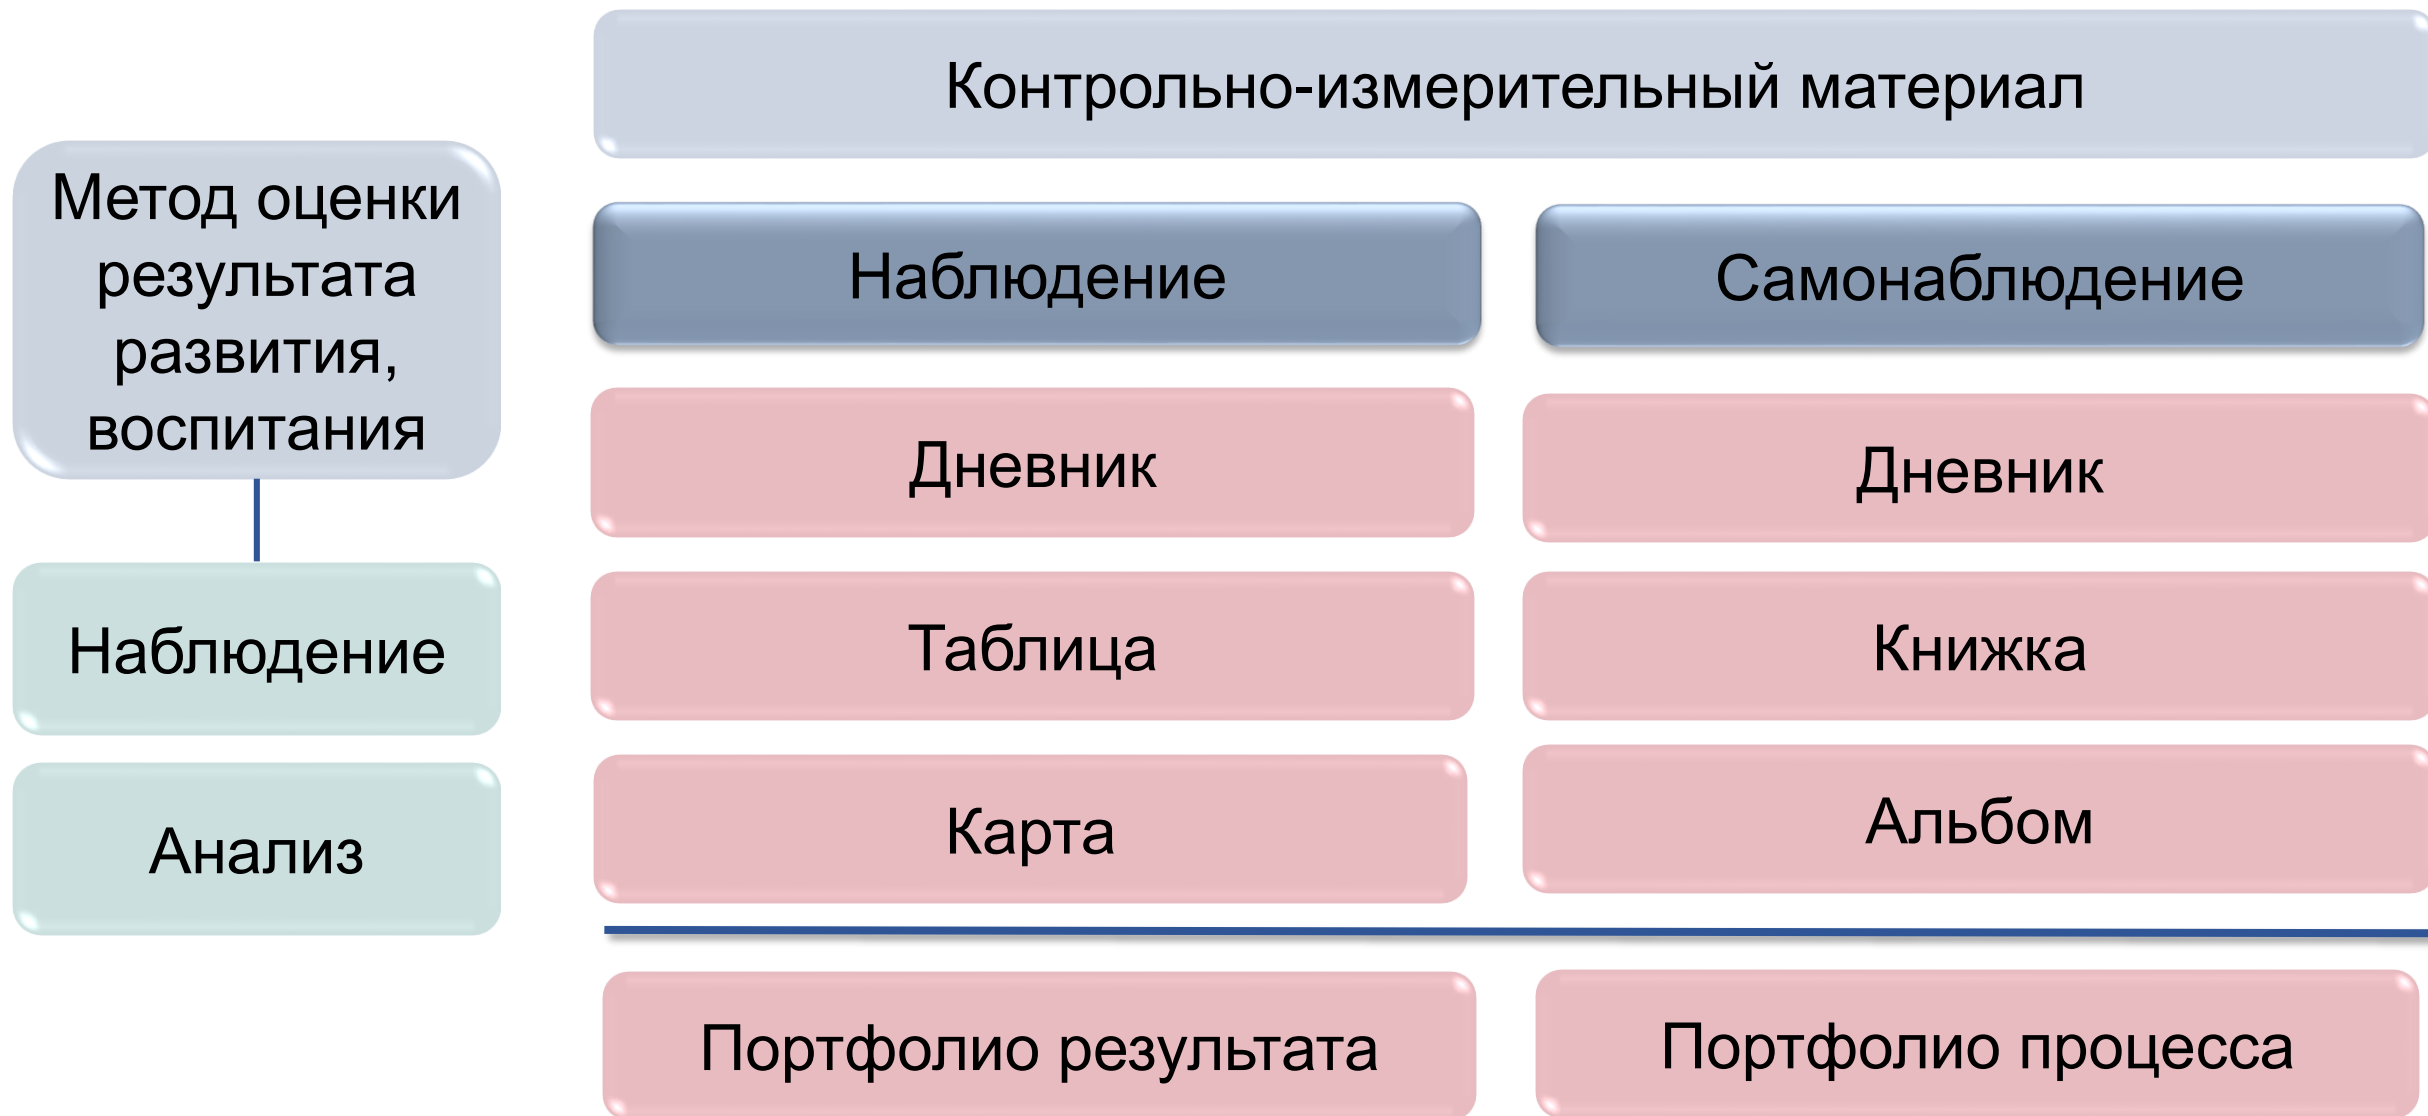 Контрольно-измерительный материал
Метод оценки
результата
развития,
воспитания
Наблюдение
Анализ
Наблюдение
Самонаблюдение
Дневник
Дневник
Таблица
Книжка
Карта
Альбом
Портфолио результата
Портфолио процесса